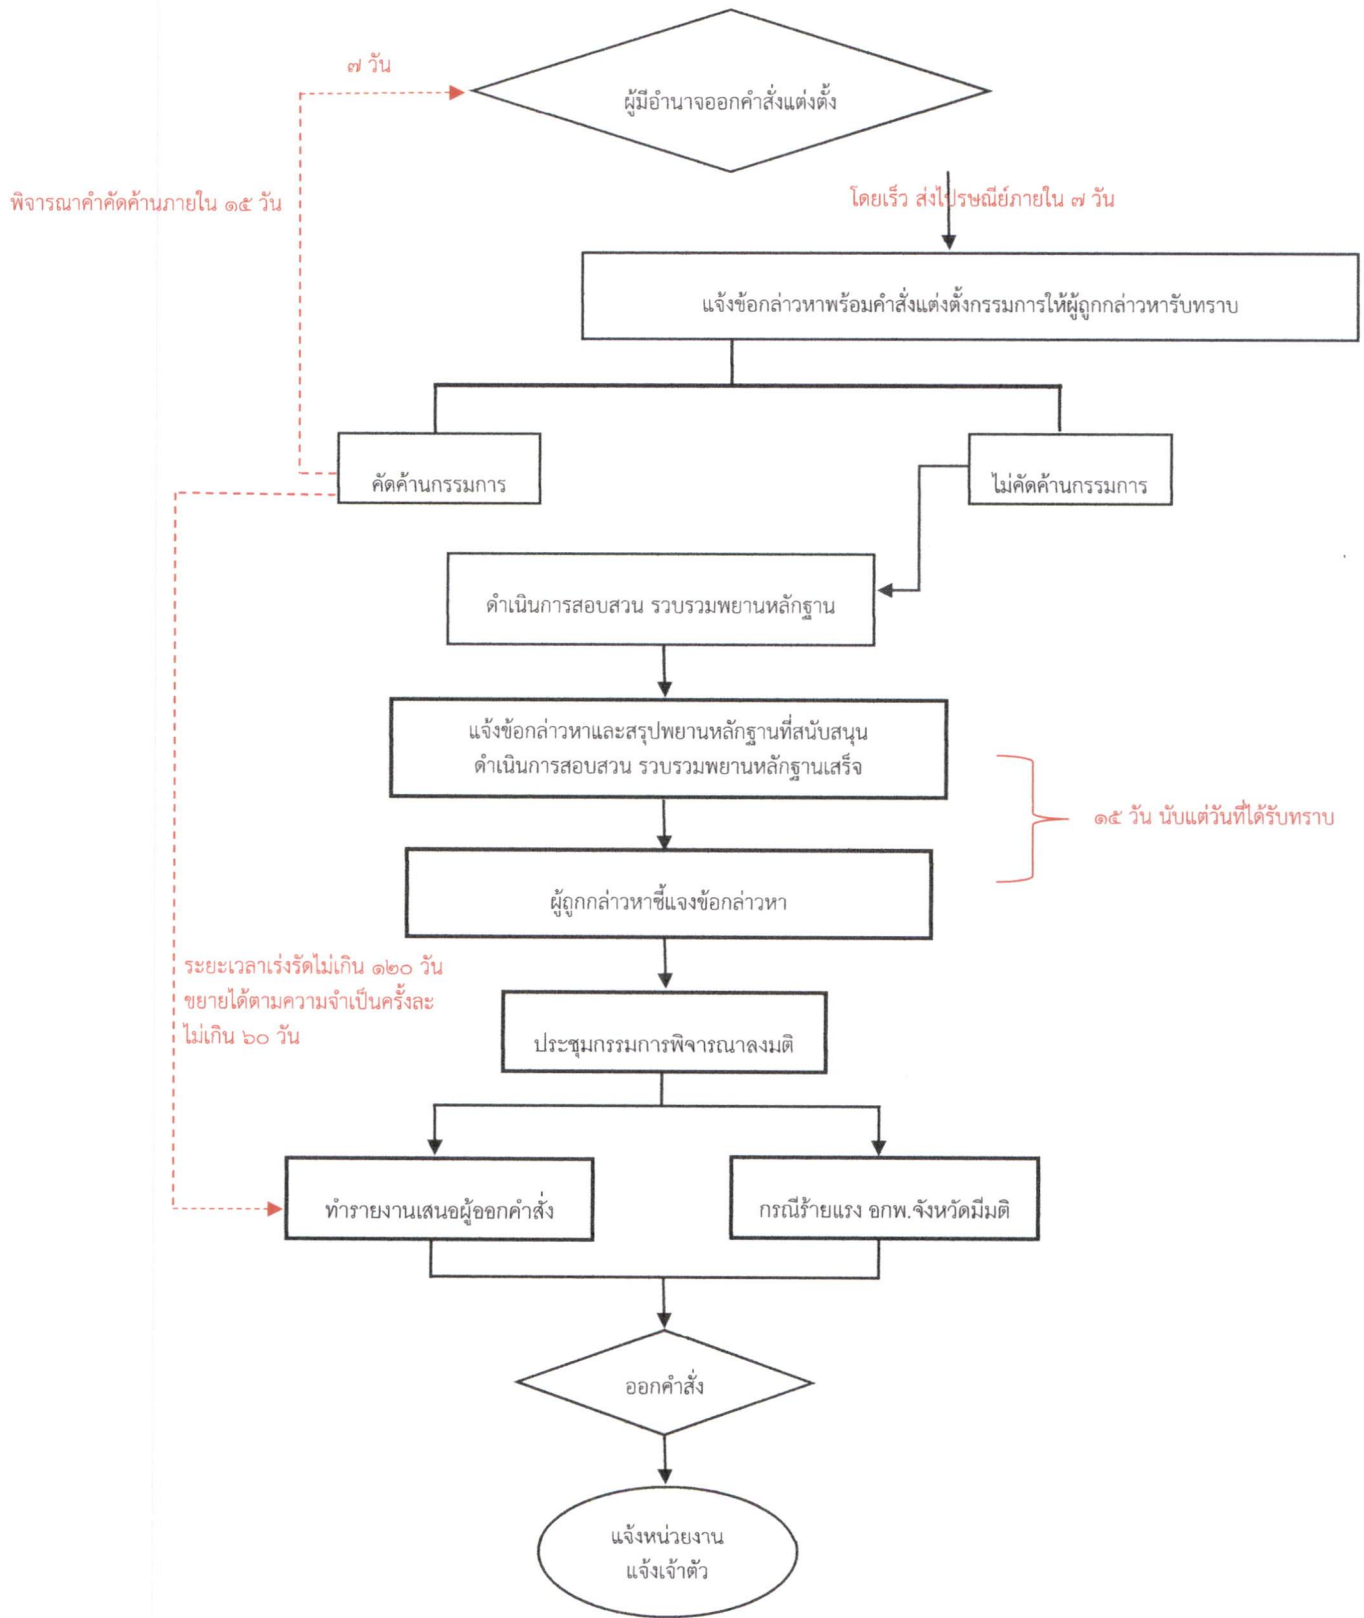 ๗ วัน
ผู้มีอำนาจออกคำสั่งแต่งตั้ง
พิจารณาคำคัดค้านภายใน ๑๕ วัน
โดยเร็ว ส่งไปรษณีย์ภายใน ๗ วัน
แจ้งข้อกล่าวหาพร้อมคำสั่งแต่งตั้งกรรมการให้ผู้ถูกกล่าวหารับทราบ
คัดค้านกรรมการ
ไม่คัดค้านกรรมการ
ดำเนินการสอบสวน รวบรวมพยานหลักฐาน
แจ้งข้อกล่าวหาและสรุปพยานหลักฐานที่สนับสนุน
ดำเนินการสอบสวน รวบรวมพยานหลักฐานเสร็จ
๑๕ วัน นับแต่วันที่ได้รับทราบ
ผู้ถูกกล่าวหาชี้แจงข้อกล่าวหา
ระยะเวลาเร่งรัดไม่เกิน ๑๒๐ วัน
ขยายได้ตามความจำเป็นครั้งละ
ไม่เกิน ๖๐ วัน
ประชุมกรรมการพิจารณาลงมติ
ทำรายงานเสนอผู้ออกคำสั่ง
กรณีร้ายแรง อกพ.จังหวัดมีมติ
ออกคำสั่ง
แจ้งหน่วยงาน
แจ้งเจ้าตัว